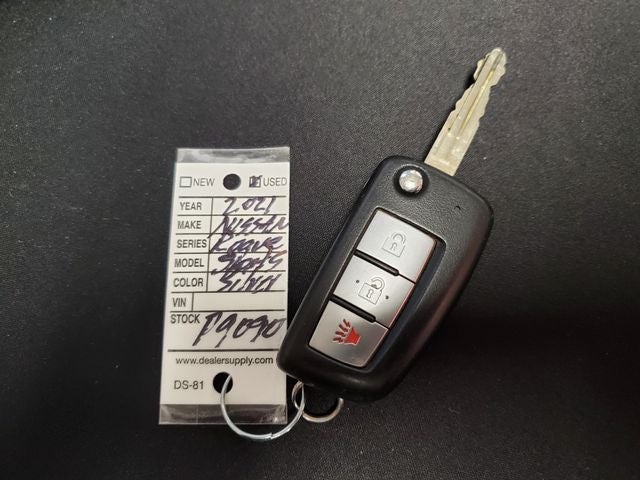 NEW USED
YEAR 2021
MAKE NISSAN
SERIES Rogue
MODEL Sport S
COLOR Silver
VIN
STOCK P9090
www.dealersupply.com
DS-81